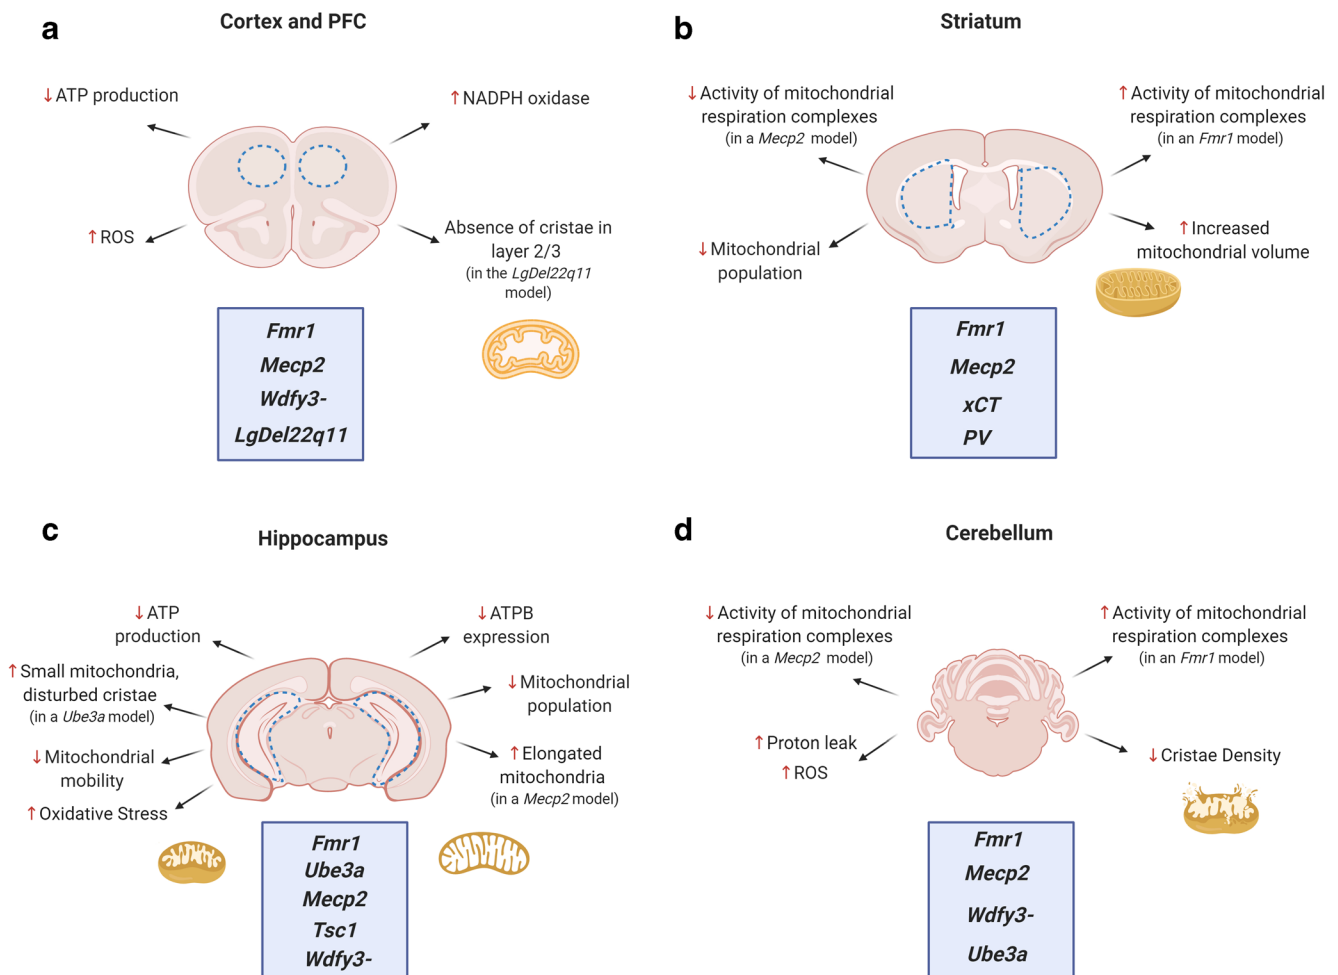 a
Cortex and PFC
↓ATP production
↑NADPH oxidase
↑ROS
Absence of cristae in
layer 2/3
(in the LgDel22q11
model)
Fmr1
Mecp2
Wdfy3-
LgDel22q11
b
Striatum
↓Activity of mitochondrial
respiration complexes
(in a Mecp2 model)
↑Activity of mitochondrial
respiration complexes
(in an Fmr1 model)
↓Mitochondrial
population
↑Increased
mitochondrial volume
Fmr1
Mecp2
xCT
PV
c
Hippocampus
↓ATP
production
↑Small mitochondria,
disturbed cristae
(in a Ube3a model)
↓Mitochondrial
mobility
↑Oxidative Stress
↓ATPB
expression
↓Mitochondrial
population
↑Elongated
mitochondria
(in a Mecp2 model)
Fmr1
Ube3a
Mecp2
Tsc1
Wdfy3-
d
Cerebellum
↓Activity of mitochondrial
respiration complexes
(in a Mecp2 model)
↑Activity of mitochondrial
respiration complexes
(in an Fmr1 model)
↑Proton leak
↑ROS
↓Cristae Density
Fmr1
Mecp2
Wdfy3-
Ube3a